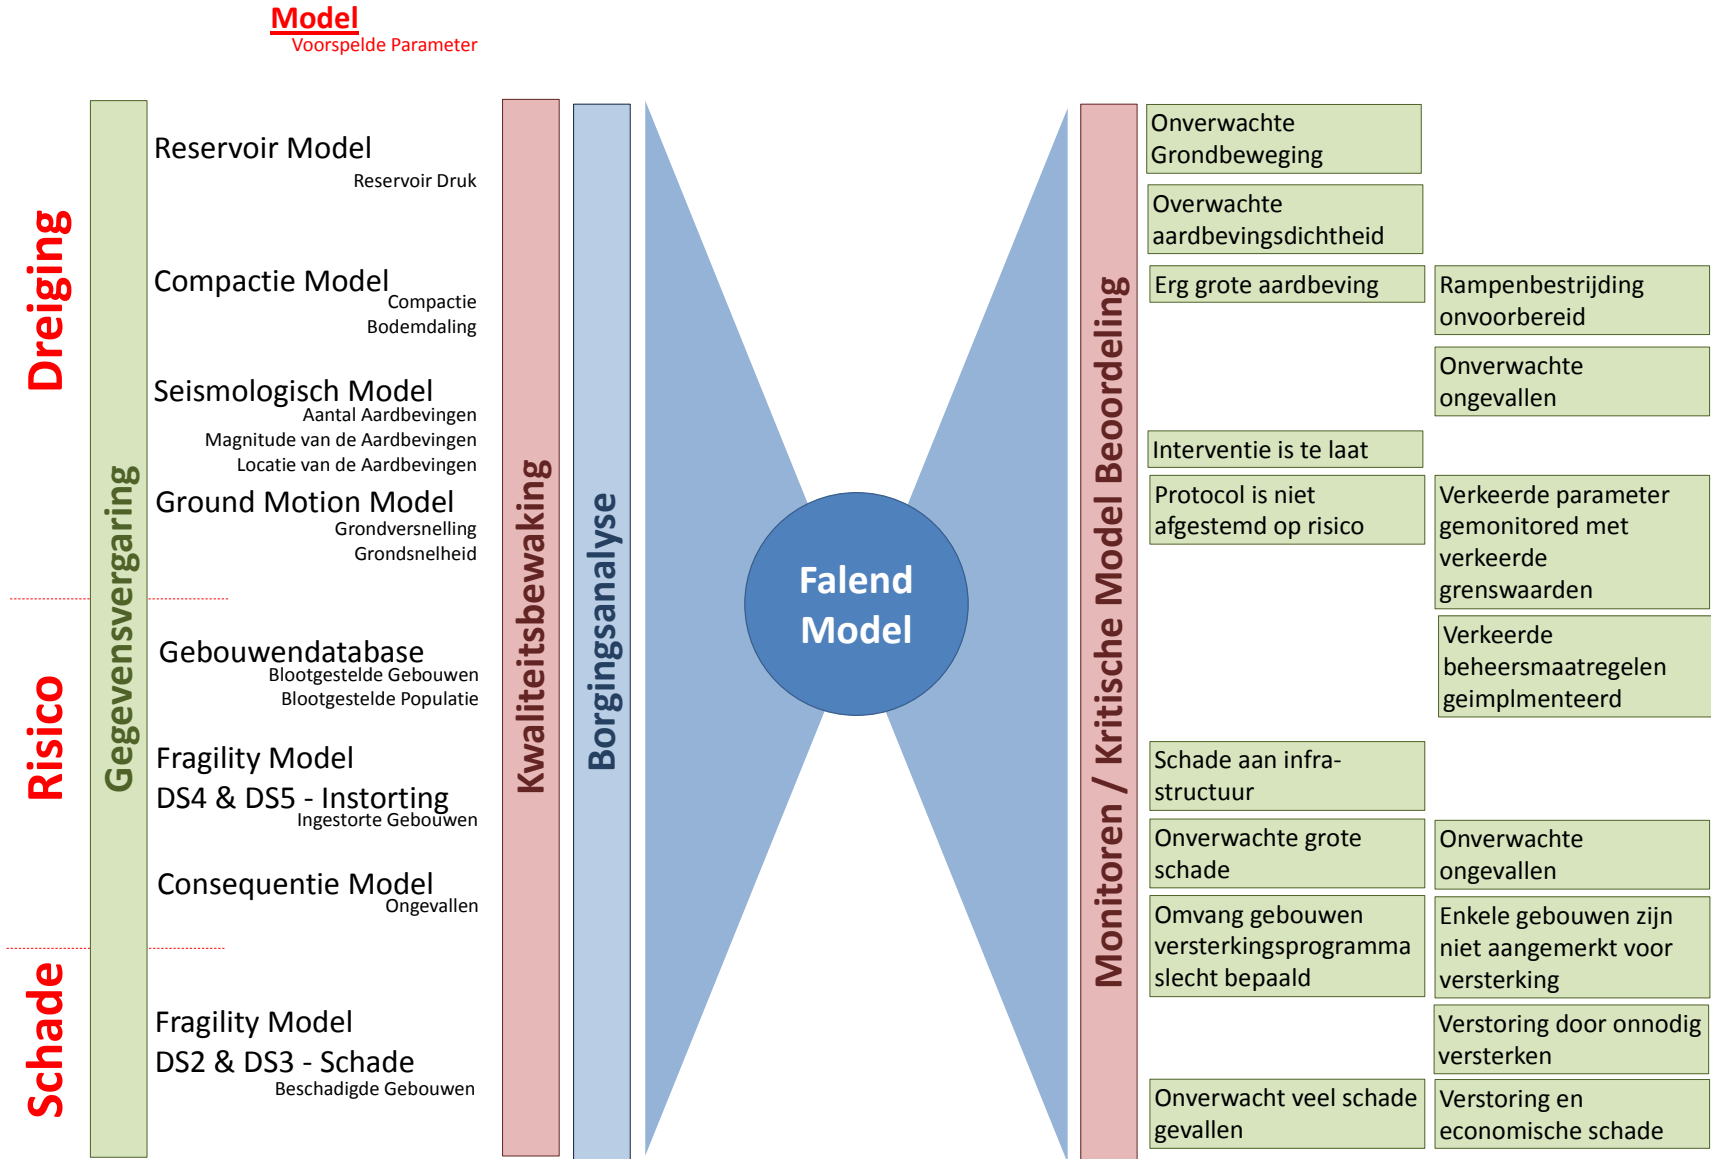 Model
Voorspelde Parameter
Dreiging
Risico
Schade
Gegevensvergaring
Reservoir Model
Reservoir Druk
Compactie Model
Compactie
Bodemdaling
Seismologisch Model
Aantal Aardbevingen
Magnitude van de Aardbevingen
Locatie van de Aardbevingen
Ground Motion Model
Grondversnelling
Grondsnelheid
Gebouwendatabase
Blootgestelde Gebouwen
Blootgestelde Populatie
Fragility Model
DS4 & DS5 - Instorting
Ingestorte Gebouwen
Consequentie Model
Ongevallen
Fragility Model
DS2 & DS3 - Schade
Beschadigde Gebouwen
Kwaliteitsbewaking
Borgingsanalyse
Falend
Model
Monitoren / Kritische Model Beoordeling
Onverwachte
Grondbeweging
Overwachte
aardbevingsdichtheid
Erg grote aardbeving
Rampenbestrijding
onvoorbereid
Onverwachte
ongevallen
Interventie is te laat
Protocol is niet
afgestemd op risico
Verkeerde parameter
gemonitored met
verkeerde
grenswaarden
Verkeerde
beheersmaatregelen
geimplmenteerd
Schade aan infra-
structuur
Onverwachte grote
schade
Onverwachte
ongevallen
Omvang gebouwen
versterkingsprogramma
slecht bepaald
Enkele gebouwen zijn
niet aangemerkt voor
versterking
Verstoring door onnodig
versterken
Onverwacht veel schade
gevallen
Verstoring en
economische schade